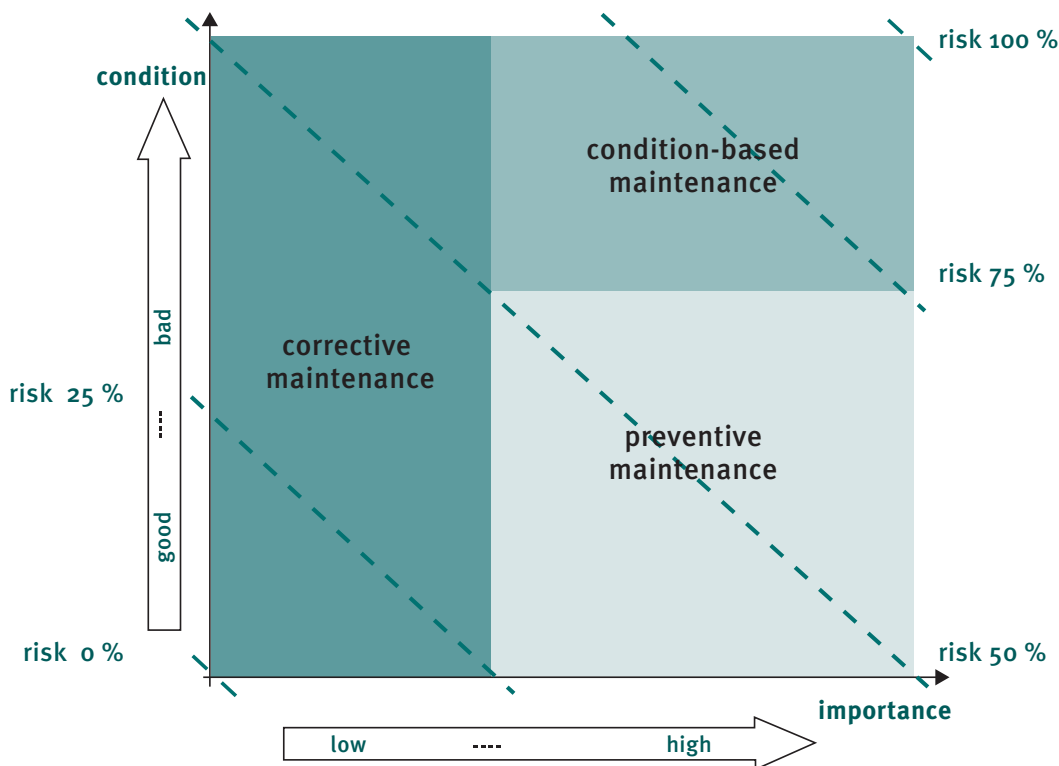 risk 100 %
condition
condition-based
maintenance
risk 75 %
bad
corrective
maintenance
risk 25 %
....
preventive
maintenance
good
risk 0 %
risk 50 %
importance
low
....
high